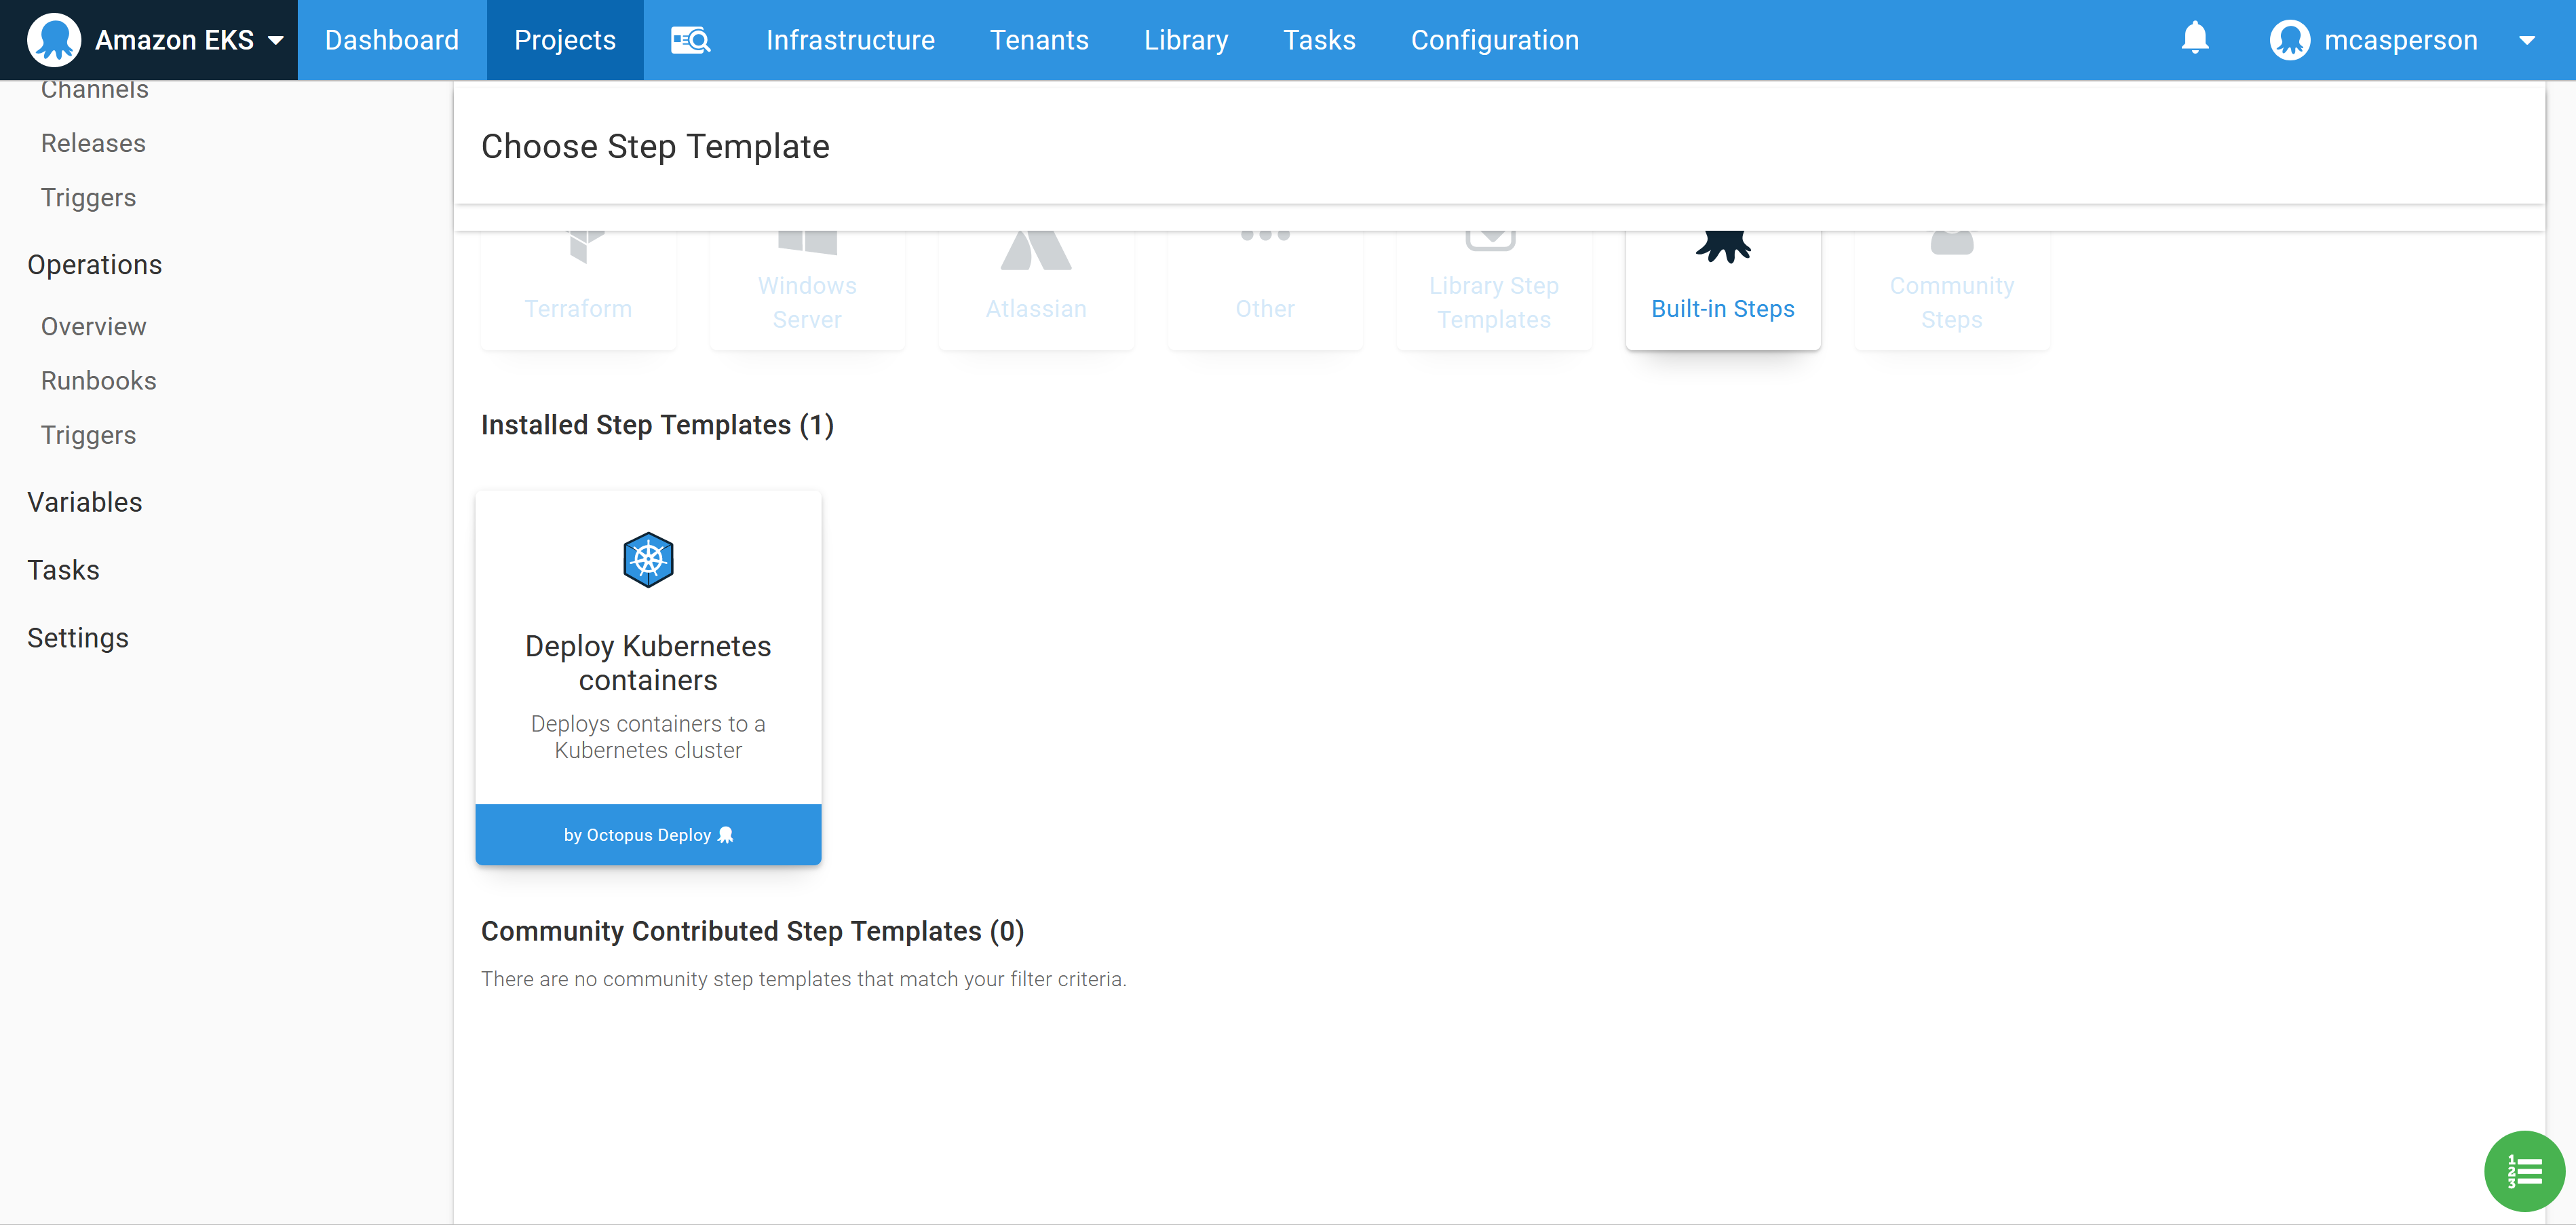 Amazon EKS
Dashboard
Projects
Infrastructure
Tenants
Library
Tasks
Configuration
mcasperson
Channels
Releases
Triggers
Operations
Overview
Runbooks
Triggers
Variables
Tasks
Settings
Choose Step Template
Terraform
Windows
Server
Atlassian
Other
Library Step
Templates
Built-in Steps
Community
Steps
Installed Step Templates (1)
Deploy Kubernetes
containers
Deploys containers to a
Kubernetes cluster
by Octopus Deploy
Community Contributed Step Templates (0)
There are no community step templates that match your filter criteria.
1
2
3